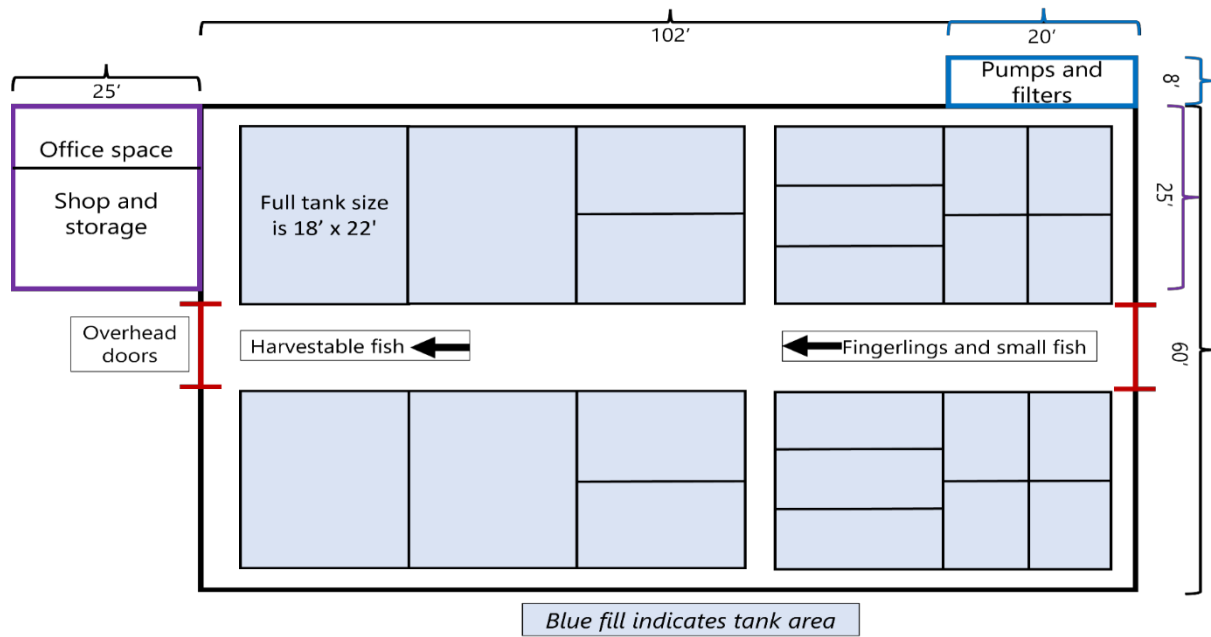 102’
20’
25’
Pumps and
filters
8’
Office space
Shop and
storage
Full tank size
is 18’ x 22'
25’
Overhead
doors
Harvestable fish
Fingerlings and small fish
60’
Blue fill indicates tank area